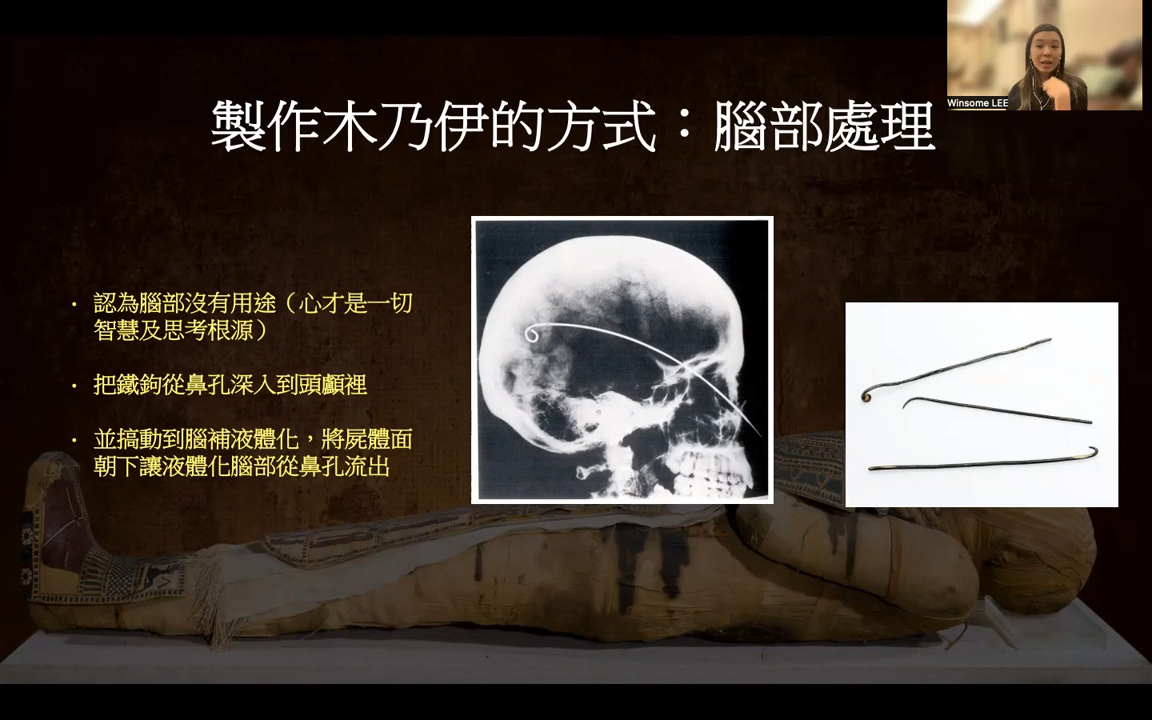 Winsome LEE
製作木乃伊的方式：腦部處理
· 認為腦部沒有用途（心才是一切
智慧及思考根源）
· 把鐵鉤從鼻孔深入到頭顱裡
· 並搞動到腦補液體化，將屍體面
朝下讓液體化腦部從鼻孔流出